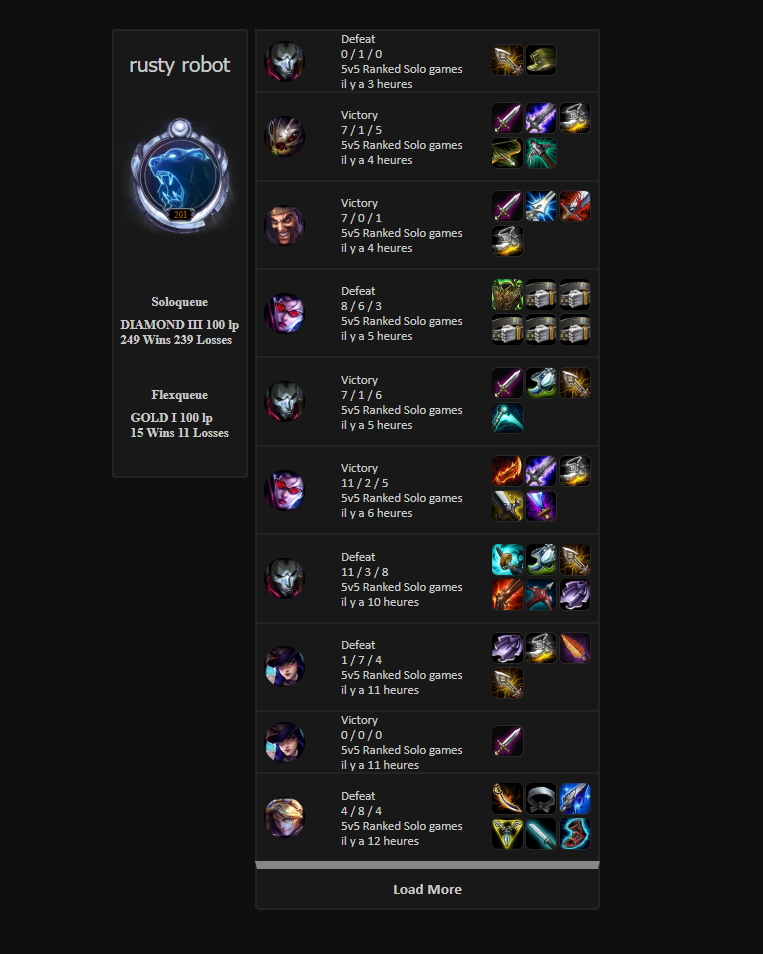 rusty robot
201
Soloqueue
DIAMOND III 100 lp
249 Wins 239 Losses
Flexqueue
GOLD I 100 lp
15 Wins 11 Losses
Defeat
0 / 1 / 0
5v5 Ranked Solo games
il y a 3 heures
Victory
7 / 1 / 5
5v5 Ranked Solo games
il y a 4 heures
Victory
7 / 0 / 1
5v5 Ranked Solo games
il y a 4 heures
Defeat
8 / 6 / 3
5v5 Ranked Solo games
il y a 5 heures
Victory
7 / 1 / 6
5v5 Ranked Solo games
il y a 5 heures
Victory
11 / 2 / 5
5v5 Ranked Solo games
il y a 6 heures
Defeat
11 / 3 / 8
5v5 Ranked Solo games
il y a 10 heures
Defeat
1 / 7 / 4
5v5 Ranked Solo games
il y a 11 heures
Victory
0 / 0 / 0
5v5 Ranked Solo games
il y a 11 heures
Defeat
4 / 8 / 4
5v5 Ranked Solo games
il y a 12 heures
Load More